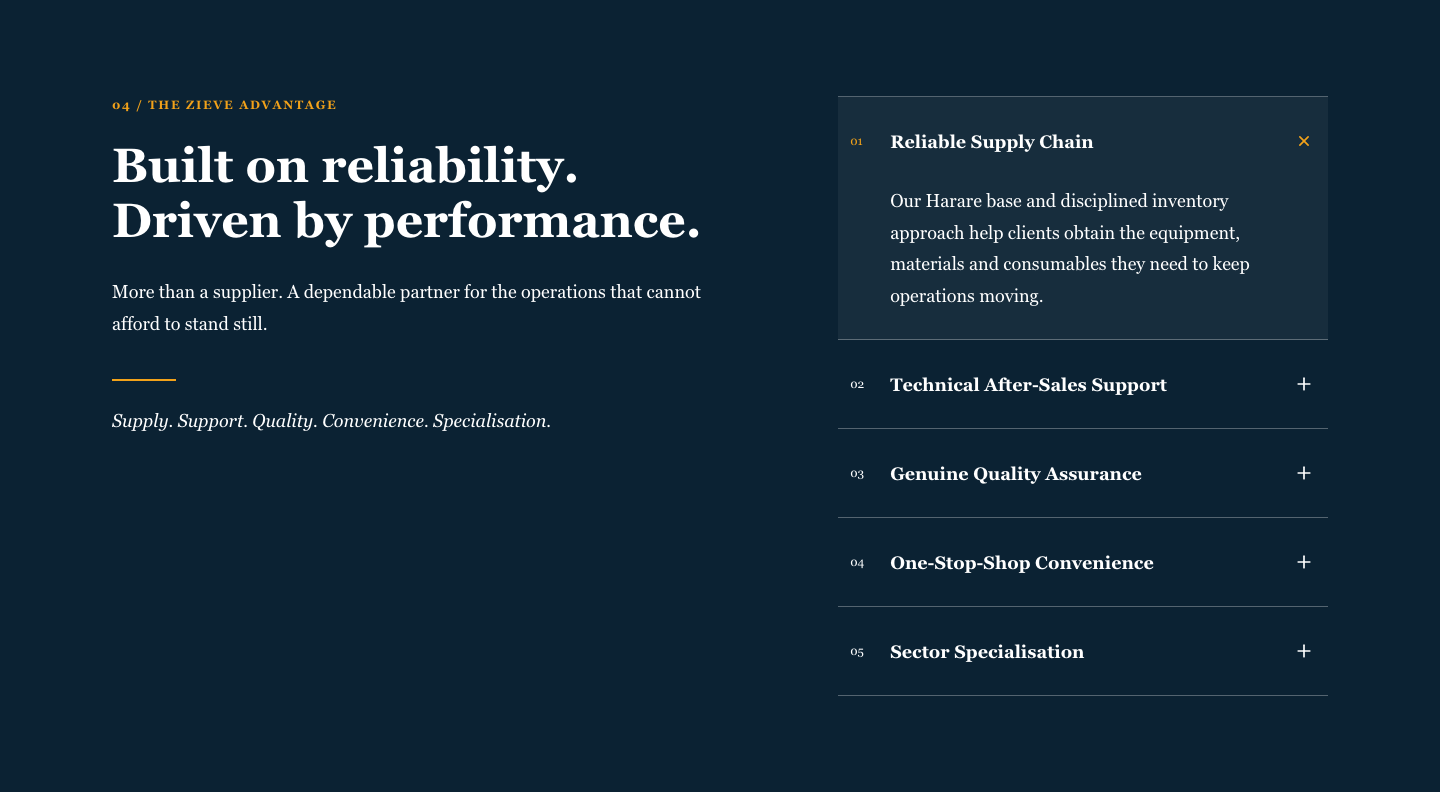 04 / THE ZIEVE ADVANTAGE
Built on reliability.
Driven by performance.
More than a supplier. A dependable partner for the operations that cannot
afford to stand still.
Supply. Support. Quality. Convenience. Specialisation.
01 Reliable Supply Chain ×
Our Harare base and disciplined inventory
approach help clients obtain the equipment,
materials and consumables they need to keep
operations moving.
02 Technical After-Sales Support +
03 Genuine Quality Assurance +
04 One-Stop-Shop Convenience +
05 Sector Specialisation +